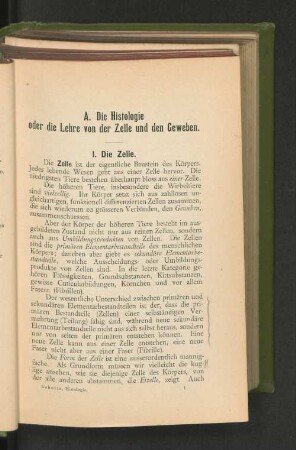 A. Die Histologie
oder die Lehre von der Zelle und den Geweben.
I. Die Zelle.
Die Zelle ist der eigentliche Baustein des Körpers.
Jedes lebende Wesen geht aus einer Zelle hervor. Die
niedrigsten Tiere bestehen überhaupt bloss aus einer Zelle.
Die höheren Tiere, insbesondere die Wirbeltiere
sind vielzellig. Ihr Körper setzt sich aus zahlreichen un-
gleichartigen, funktionell differenzierten Zellen zusammen,
die sich wiederum zu grösseren Verbänden, den Geweben,
zusammenschliessen.
Aber der Körper der höheren Tiere besteht im aus-
gebildeten Zustand nicht nur aus reinen Zellen, sondern
auch aus Umbildungsprodukten von Zellen. Die Zellen
sind die primären Elementarbestandteile des tierischen
Körpers; daneben aber giebt es sekundäre Elementarbe-
standteile, welche Ausscheidungs- oder Umbildungs-
produkte von Zellen sind. In die letzte Kategorie ge-
hören Flüssigkeiten, Grundsubstanzen, Kittsubstanzen,
gewisse Cuticularbildungen, Körnchen und vor allem
Fasern (Fibrillen).
Der wesentliche Unterschied zwischen primären und
sekundären Elementarbestandteilen ist der, dass die pri-
mären Bestandteile (Zellen) einer selbständigen Ver-
mehrung (Teilung) fähig sind, während neue sekundäre
Elementarbestandteile nicht aus sich selbst heraus, sondern
nur von den Zellen her entstehen können. Eine
neue Zelle kann aus einer Zelle entstehen, eine neue
Faser nicht aber aus einer Faser (Fibrille).
Die Form der Zelle ist eine ausserordentlich mannig-
fache. Als Grundform müssen wir vielleicht die kug-
lige ansehen, wie sie diejenige Zelle des Körpers, von
der alle anderen abstammen, die Eizelle, zeigt. Auch
1